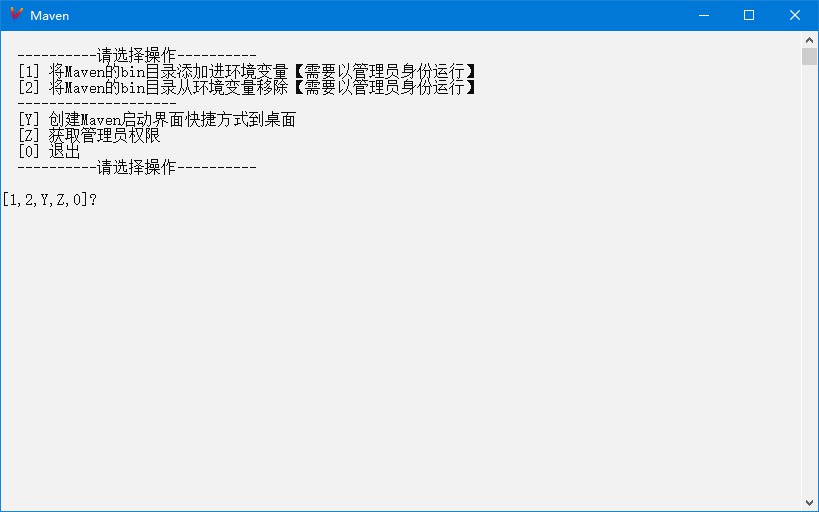 Maven
----------请选择操作----------
[1] 将Maven的bin目录添加进环境变量【需要以管理员身份运行】
[2] 将Maven的bin目录从环境变量移除【需要以管理员身份运行】
--------------------
[Y] 创建Maven启动界面快捷方式到桌面
[Z] 获取管理员权限
[0] 退出
----------请选择操作----------
[1,2,Y,Z,0]?